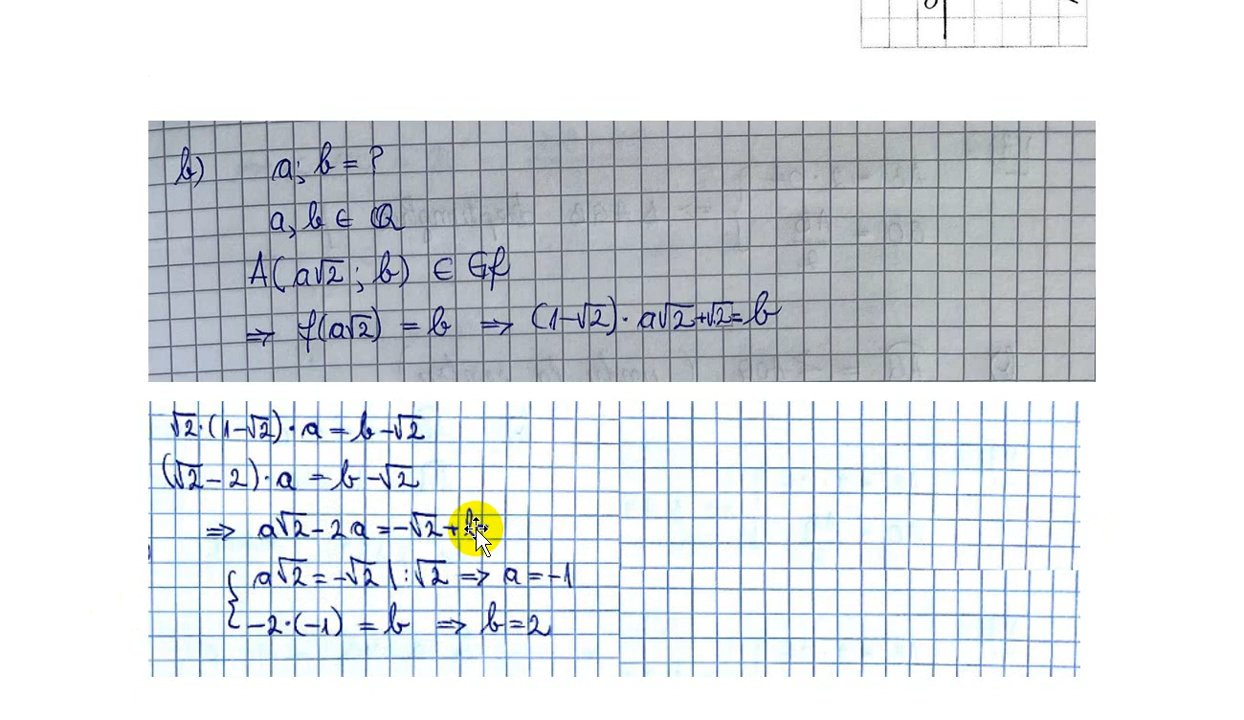 b) a; b = ?
a, b ∈ ℚ
A(a√2; b) ∈ Gf
⇒ f(a√2) = b ⇒ (1-√2)· a√2+√2=b
√2·(1-√2)·a = b-√2
(√2-2)·a = b-√2
⇒ a√2-2a=-√2+b
{ a√2=-√2 |:√2 ⇒ a=-1
-2·(-1) = b ⇒ b=2